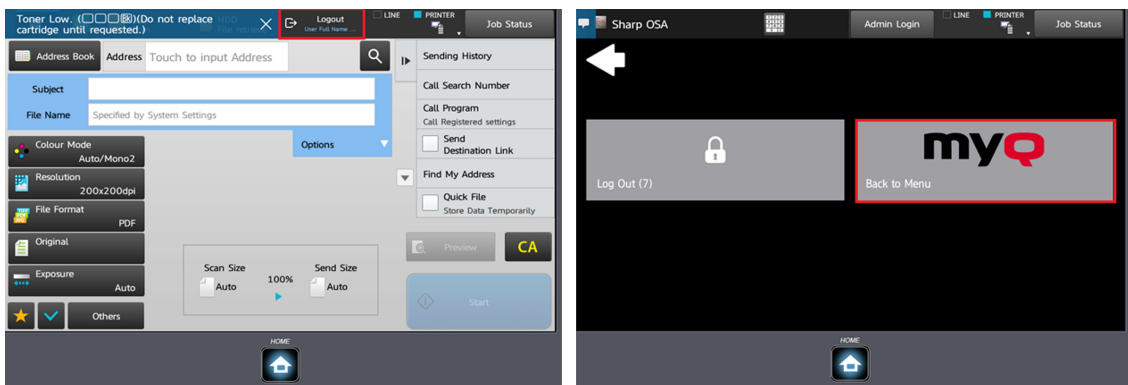 Toner Low. (BK)(Do not replace
cartridge until requested.)
Logout
User Full Name ...
LINE
PRINTER
Job Status
Address Book
Address
Touch to input Address
Subject
File Name
Specified by System Settings
Options
Colour Mode
Auto/Mono2
Resolution
200x200dpi
File Format
PDF
Original
Exposure
Auto
Others
Scan Size
Auto
100%
Send Size
Auto
Sending History
Call Search Number
Call Program
Call Registered settings
Send
Destination Link
Find My Address
Quick File
Store Data Temporarily
Preview
CA
Start
HOME
Sharp OSA
Admin Login
LINE
PRINTER
Job Status
Log Out (7)
myQ
Back to Menu
HOME